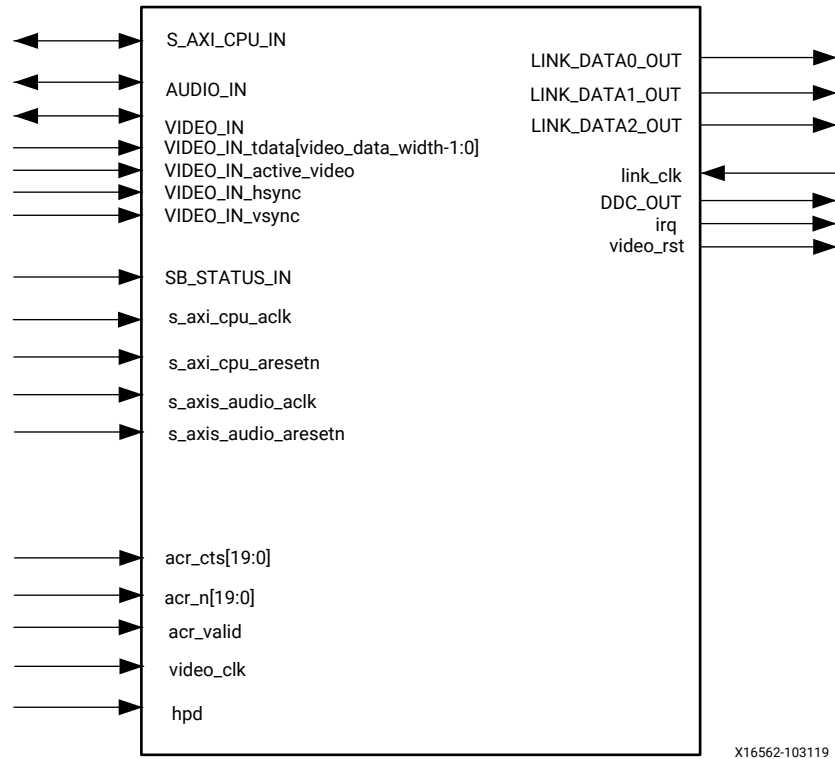 S_AXI_CPU_IN
AUDIO_IN
VIDEO_IN
VIDEO_IN_tdata[video_data_width-1:0]
VIDEO_IN_active_video
VIDEO_IN_hsync
VIDEO_IN_vsync
SB_STATUS_IN
s_axi_cpu_aclk
s_axi_cpu_aresetn
s_axis_audio_aclk
s_axis_audio_aresetn
acr_cts[19:0]
acr_n[19:0]
acr_valid
video_clk
hpd
LINK_DATA0_OUT
LINK_DATA1_OUT
LINK_DATA2_OUT
link_clk
DDC_OUT
irq
video_rst
X16562-103119